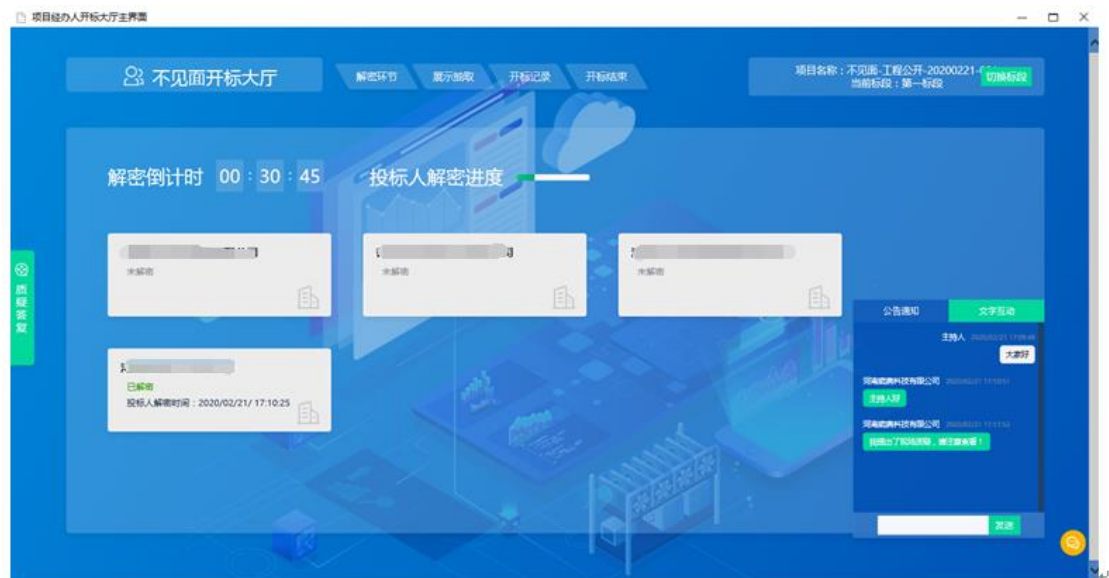 项目经办人开标大厅主界面
不见面开标大厅
解密环节
展示抽取
开标记录
开标结束
项目名称：不见面-工程公开-20200221-
当前标段：第一标段
切换标段
解密倒计时 00 : 30 : 45
投标人解密进度
未解密
未解密
未解密
已解密
投标人解密时间：2020/02/21/ 17:10:25
质疑答复
公告通知
文字互动
主持人
大家好
主持人好
发送